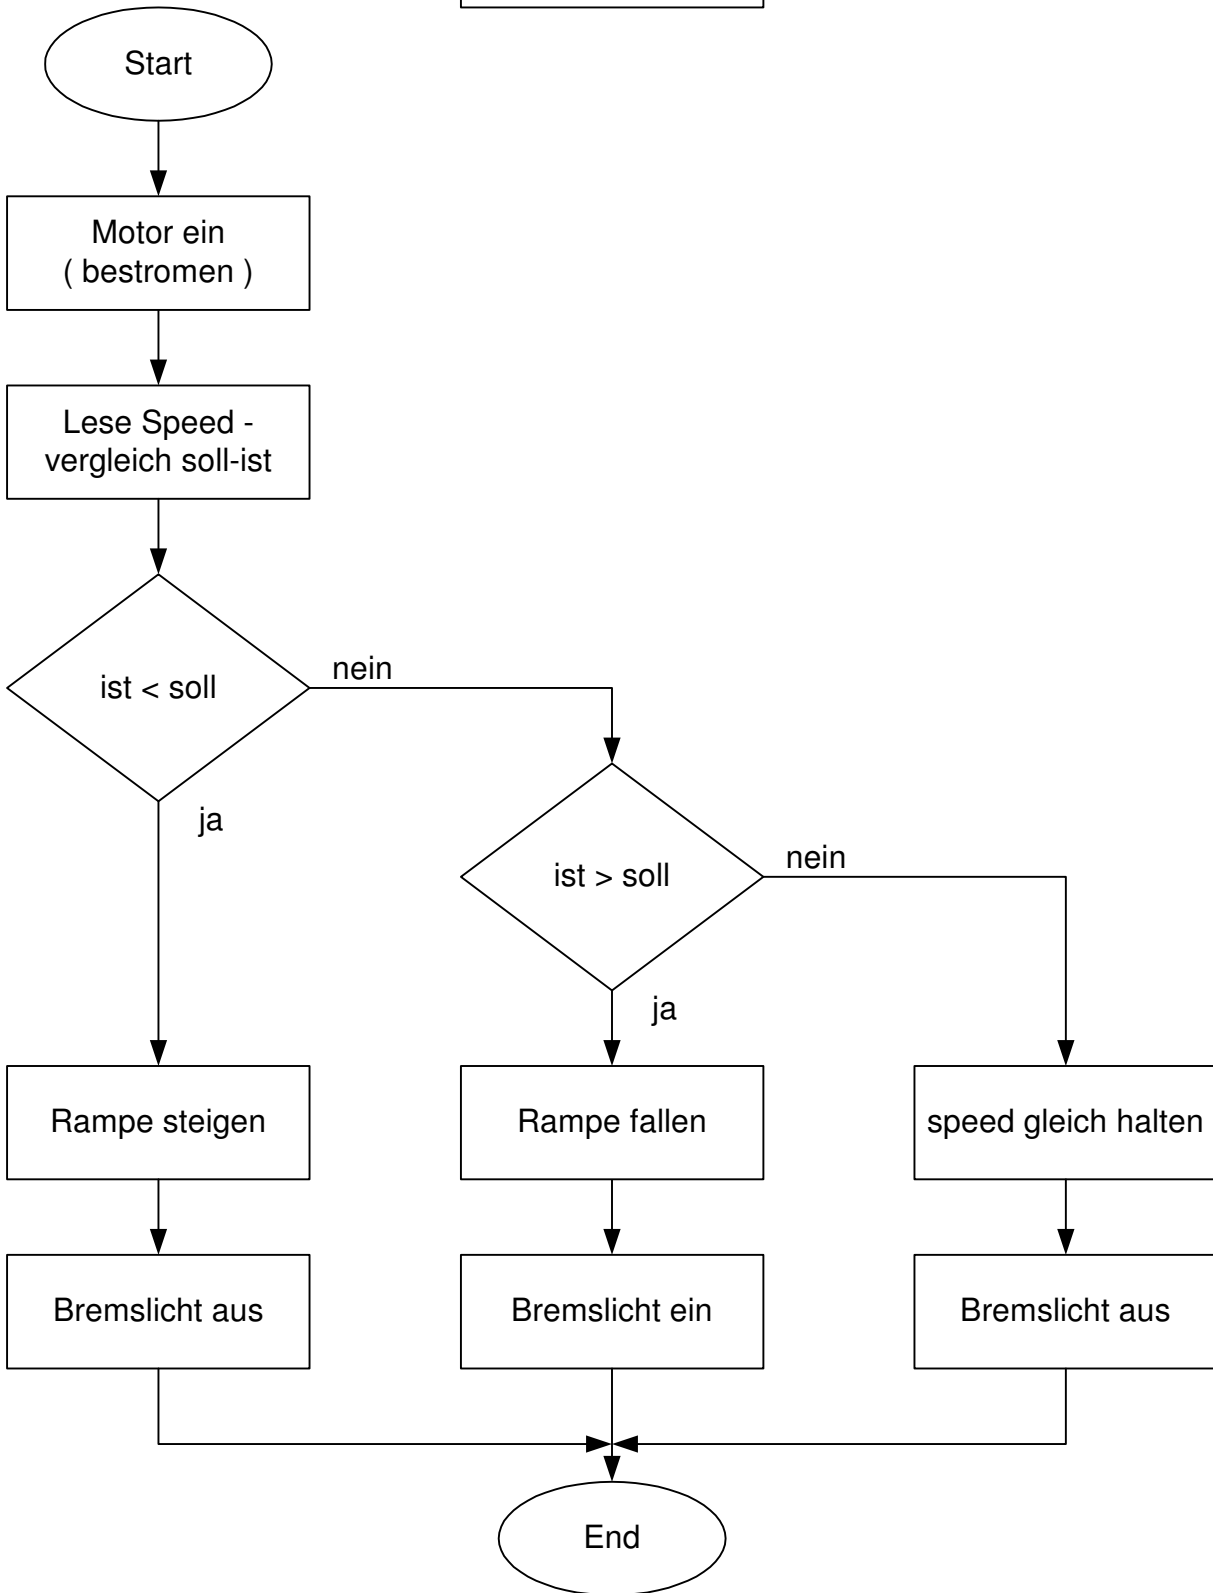 Start
Motor ein
( bestromen )
Lese Speed -
vergleich soll-ist
ist < soll
nein
ja
ist > soll
nein
ja
Rampe steigen
Rampe fallen
speed gleich halten
Bremslicht aus
Bremslicht ein
Bremslicht aus
End